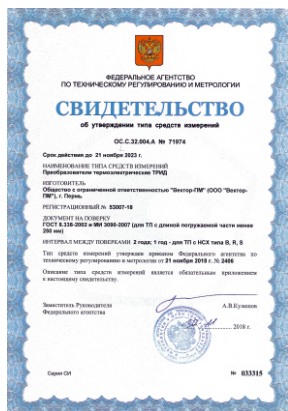 ФЕДЕРАЛЬНОЕ АГЕНТСТВО
ПО ТЕХНИЧЕСКОМУ РЕГУЛИРОВАНИЮ И МЕТРОЛОГИИ
СВИДЕТЕЛЬСТВО
об утверждении типа средств измерений
ОС.С.32.004.А № 71974
Срок действия до 21 ноября 2023 г.
НАИМЕНОВАНИЕ ТИПА СРЕДСТВ ИЗМЕРЕНИЙ
Преобразователи термоэлектрические ТРИД
ИЗГОТОВИТЕЛЬ
Общество с ограниченной ответственностью "Вектор-ПМ" (ООО "Вектор-
ПМ"), г. Пермь
РЕГИСТРАЦИОННЫЙ № 53007-18
ДОКУМЕНТ НА ПОВЕРКУ
ГОСТ 8.338-2002 и МИ 3090-2007 (для ТП с длиной погружаемой части менее
250 мм)
ИНТЕРВАЛ МЕЖДУ ПОВЕРКАМИ 2 года; 1 год - для ТП с НСХ типа B, R, S
Тип средств измерений утвержден приказом Федерального агентства по
техническому регулированию и метрологии от 21 ноября 2018 г. № 2406
Описание типа средств измерений является обязательным приложением
к настоящему свидетельству.
Заместитель Руководителя
Федерального агентства
А.В.Кулешов
2018 г.
Серия СИ
№ 033315